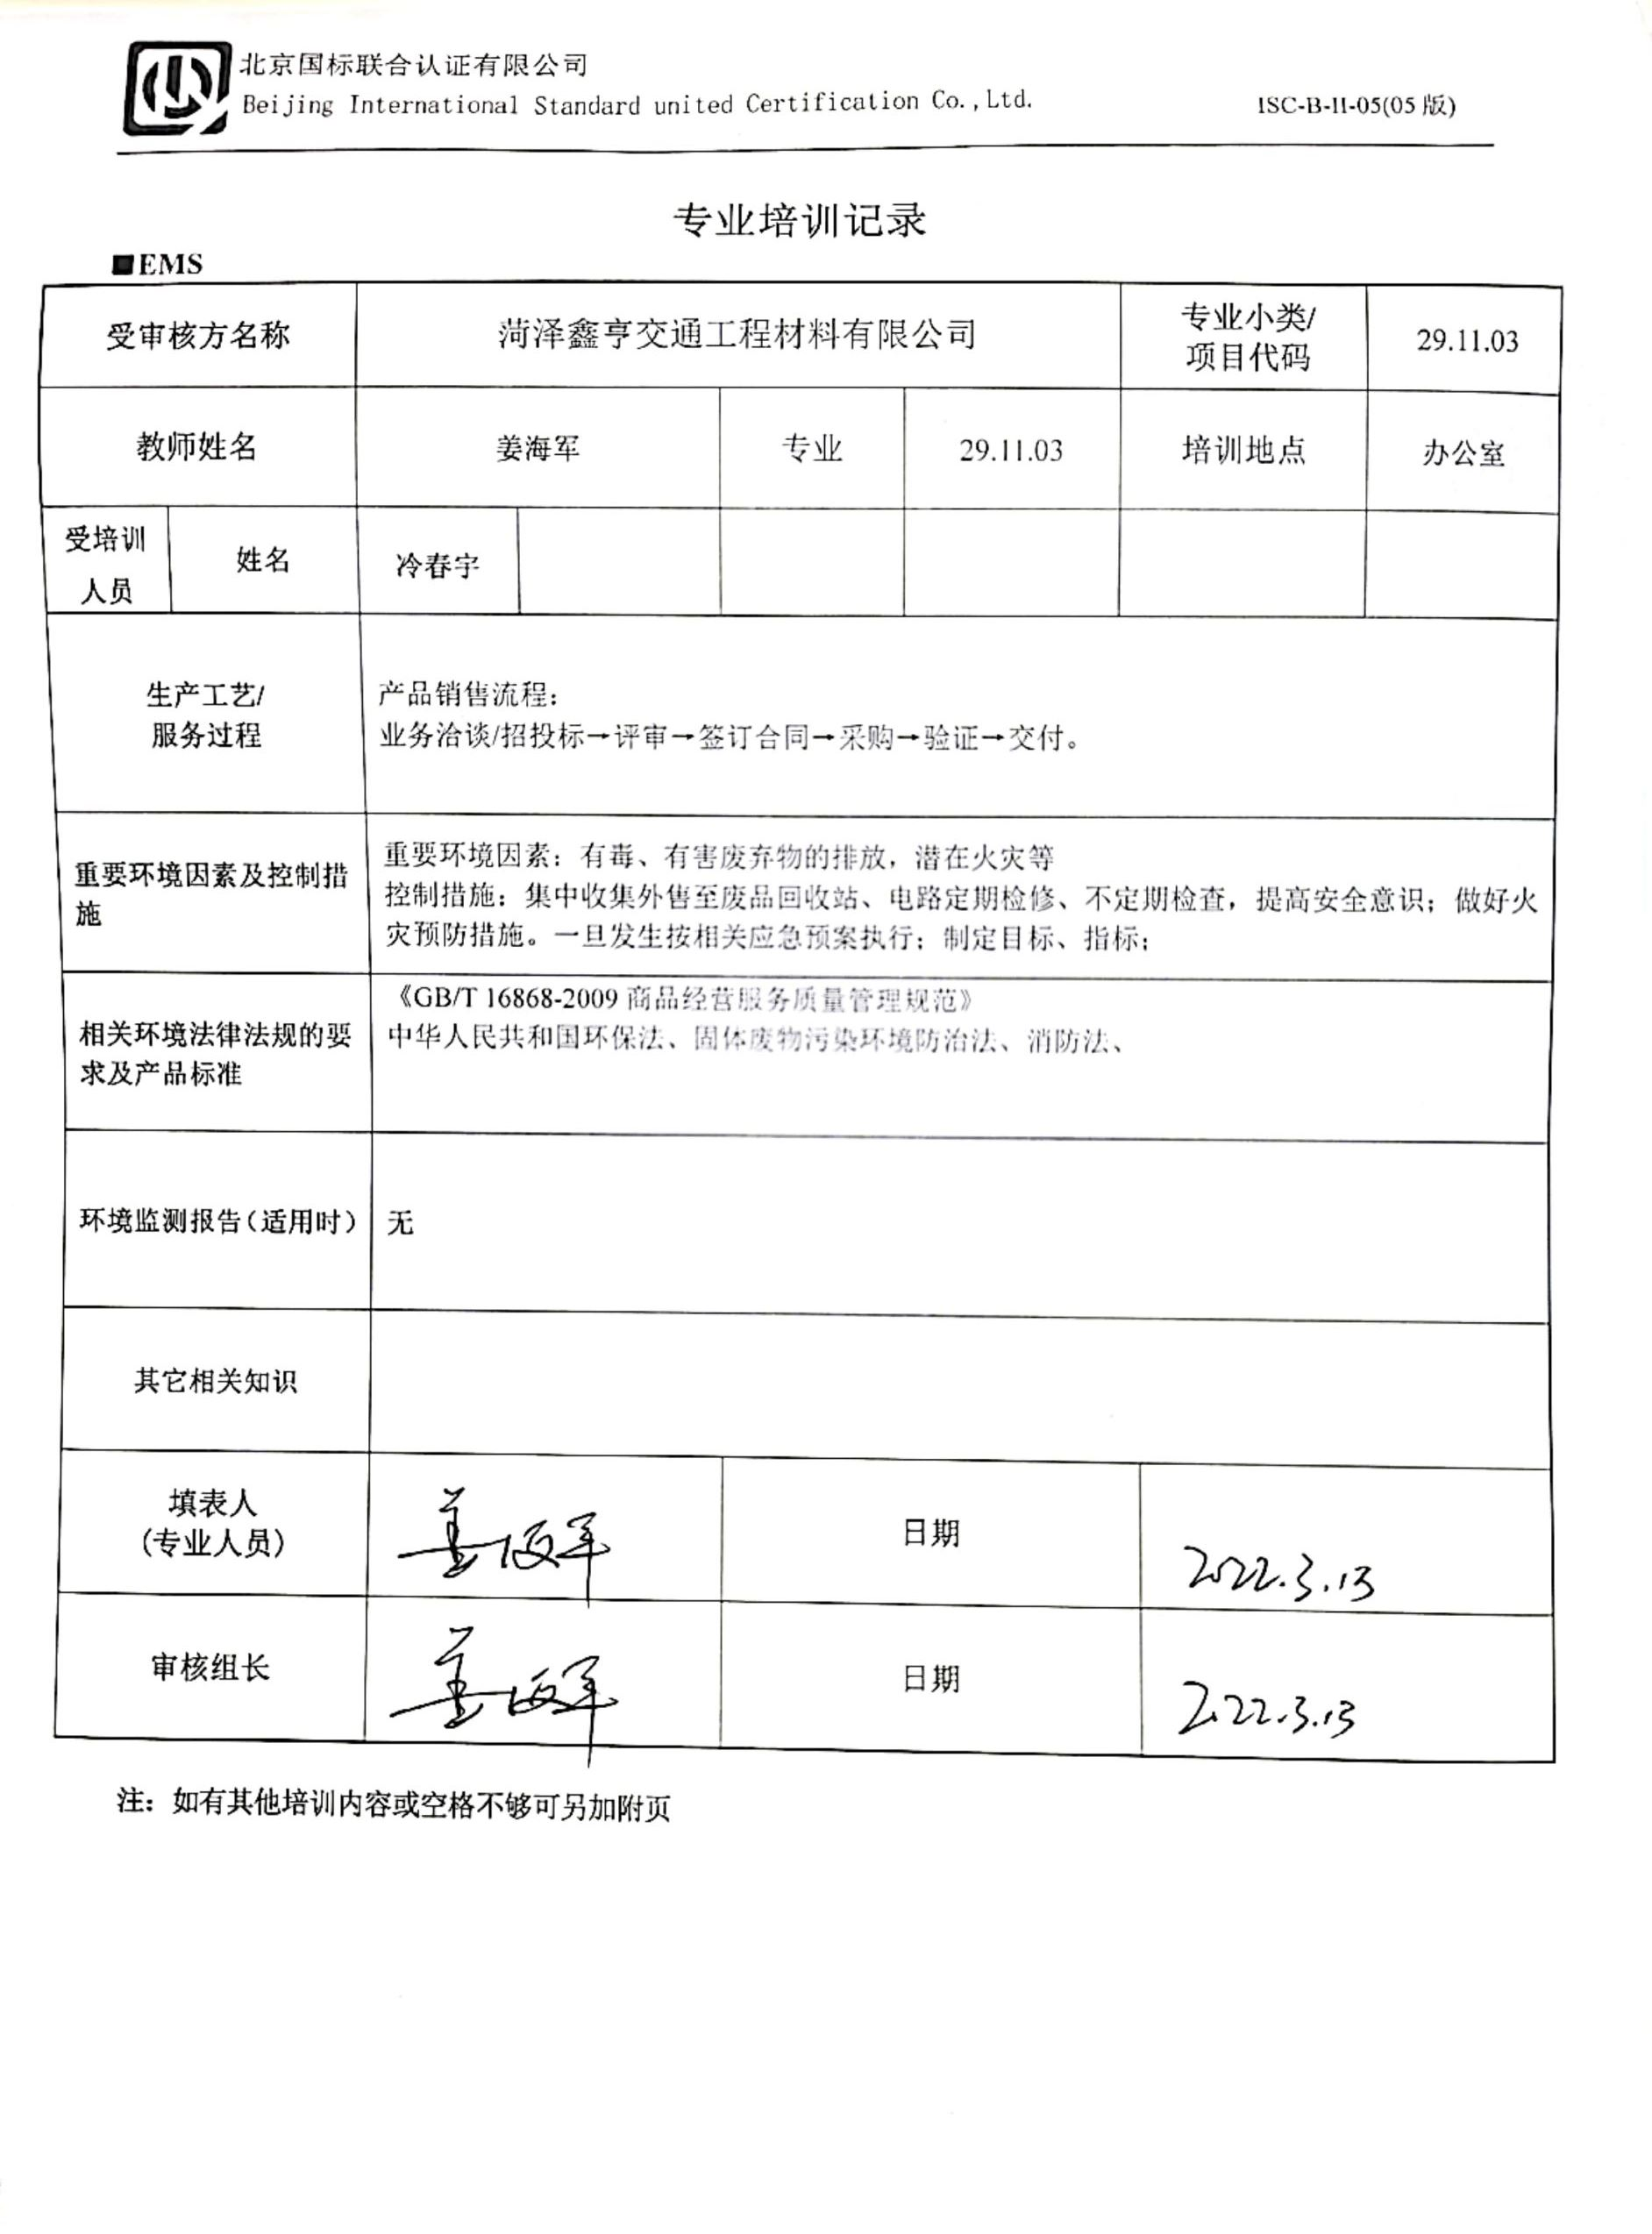 北京国标联合认证有限公司
Beijing International Standard united Certification Co.,Ltd.
ISC-B-II-05(05 版)
专业培训记录
■EMS
受审核方名称 菏泽鑫亨交通工程材料有限公司 专业小类/
项目代码 29.11.03
教师姓名 姜海军 专业 29.11.03 培训地点 办公室
受培训
人员 姓名 冷春宇
生产工艺/
服务过程
产品销售流程：
业务洽谈/招投标→评审→签订合同→采购→验证→交付。
重要环境因素及控制措
施
重要环境因素：有毒、有害废弃物的排放，潜在火灾等
控制措施：集中收集外售至废品回收站、电路定期检修、不定期检查，提高安全意识；做好火
灾预防措施。一旦发生按相关应急预案执行；制定目标、指标；
相关环境法律法规的要
求及产品标准
《GB/T 16868-2009 商品经营服务质量管理规范》
中华人民共和国环保法、固体废物污染环境防治法、消防法、
环境监测报告（适用时） 无
其它相关知识
填表人
（专业人员） 姜海军 日期 2022.3.13
审核组长 姜海军 日期 2022.3.13
注：如有其他培训内容或空格不够可另加附页